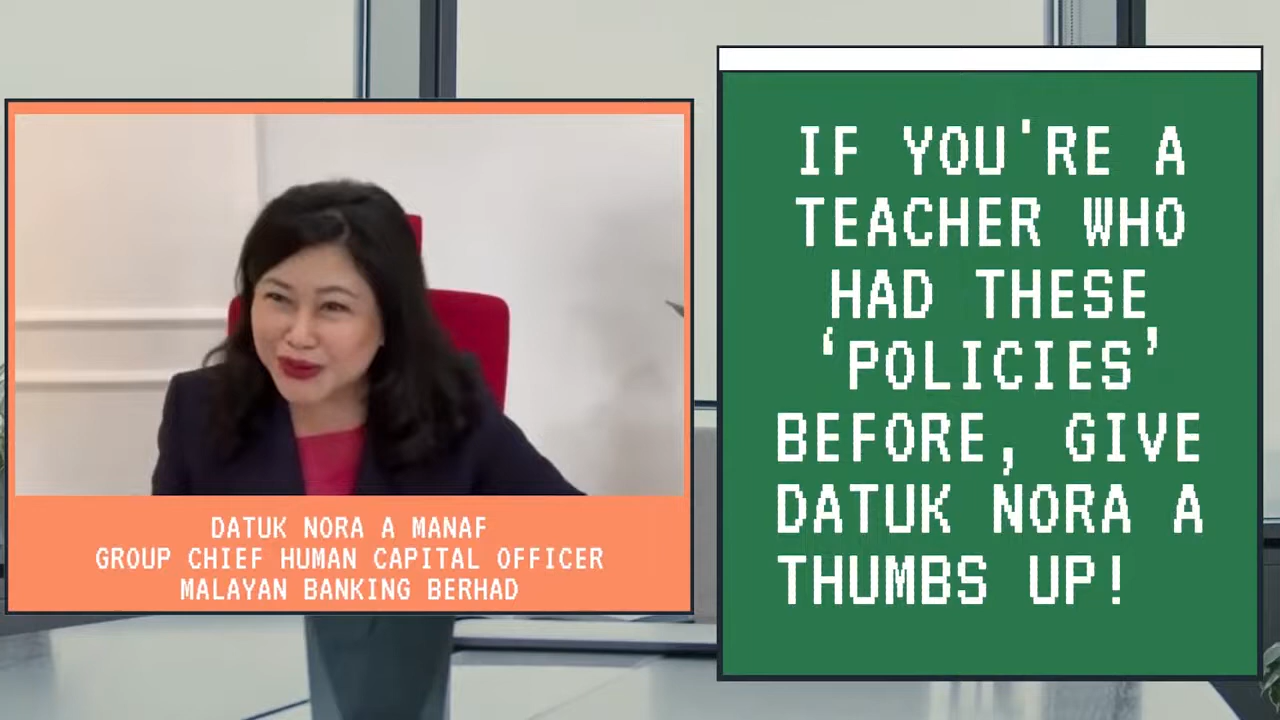 DATUK NORA A MANAF
GROUP CHIEF HUMAN CAPITAL OFFICER
MALAYAN BANKING BERHAD
IF YOU'RE A
TEACHER WHO
HAD THESE
‘POLICIES’
BEFORE, GIVE
DATUK NORA A
THUMBS UP!